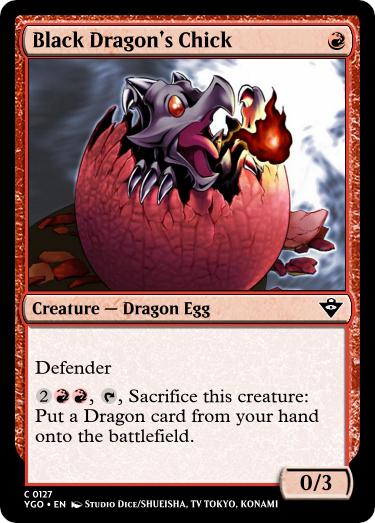 Black Dragon's Chick
Creature — Dragon Egg
Defender
2, , Sacrifice this creature:
Put a Dragon card from your hand
onto the battlefield.
0/3
C 0127
YGO • EN Studio Dice/SHUEISHA, TV TOKYO, KONAMI